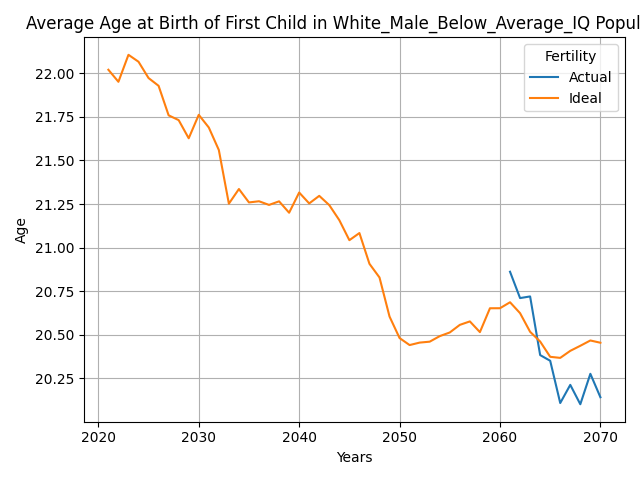 Average Age at Birth of First Child in White_Male_Below_Average_IQ Popul
Fertility
Actual
Ideal
22.00
21.75
21.50
21.25
21.00
20.75
20.50
20.25
Age
2020 2030 2040 2050 2060 2070
Years